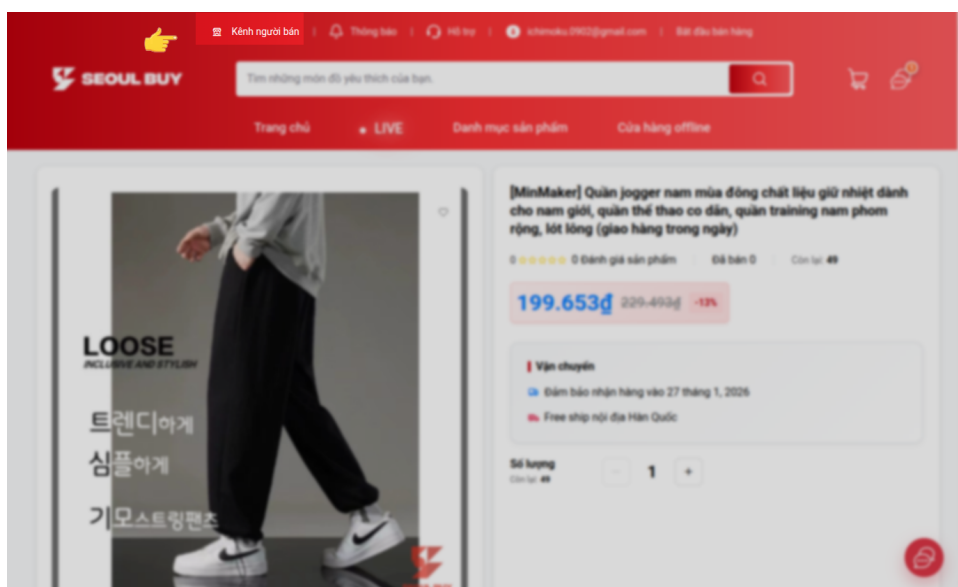 Kênh người bán
Thông báo
Hỗ trợ
ichimoku.0902@gmail.com
Bắt đầu bán hàng
SEOUL BUY
Tìm những món đồ yêu thích của bạn.
Trang chủ
LIVE
Danh mục sản phẩm
Cửa hàng offline
LOOSE
INCLUSIVE AND STYLISH
트렌디하게
심플하게
기모스트링팬츠
[MinMaker] Quần jogger nam mùa đông chất liệu giữ nhiệt dành
cho nam giới, quần thể thao co dãn, quần training nam phom
rộng, lót lông (giao hàng trong ngày)
0 ★★★★★ 0 Đánh giá sản phẩm
Đã bán 0
Còn lại: 49
199.653₫ 229.493₫ -13%
Vận chuyển
Đảm bảo nhận hàng vào 27 tháng 1, 2026
Free ship nội địa Hàn Quốc
Số lượng
Còn lại: 49
− 1 +